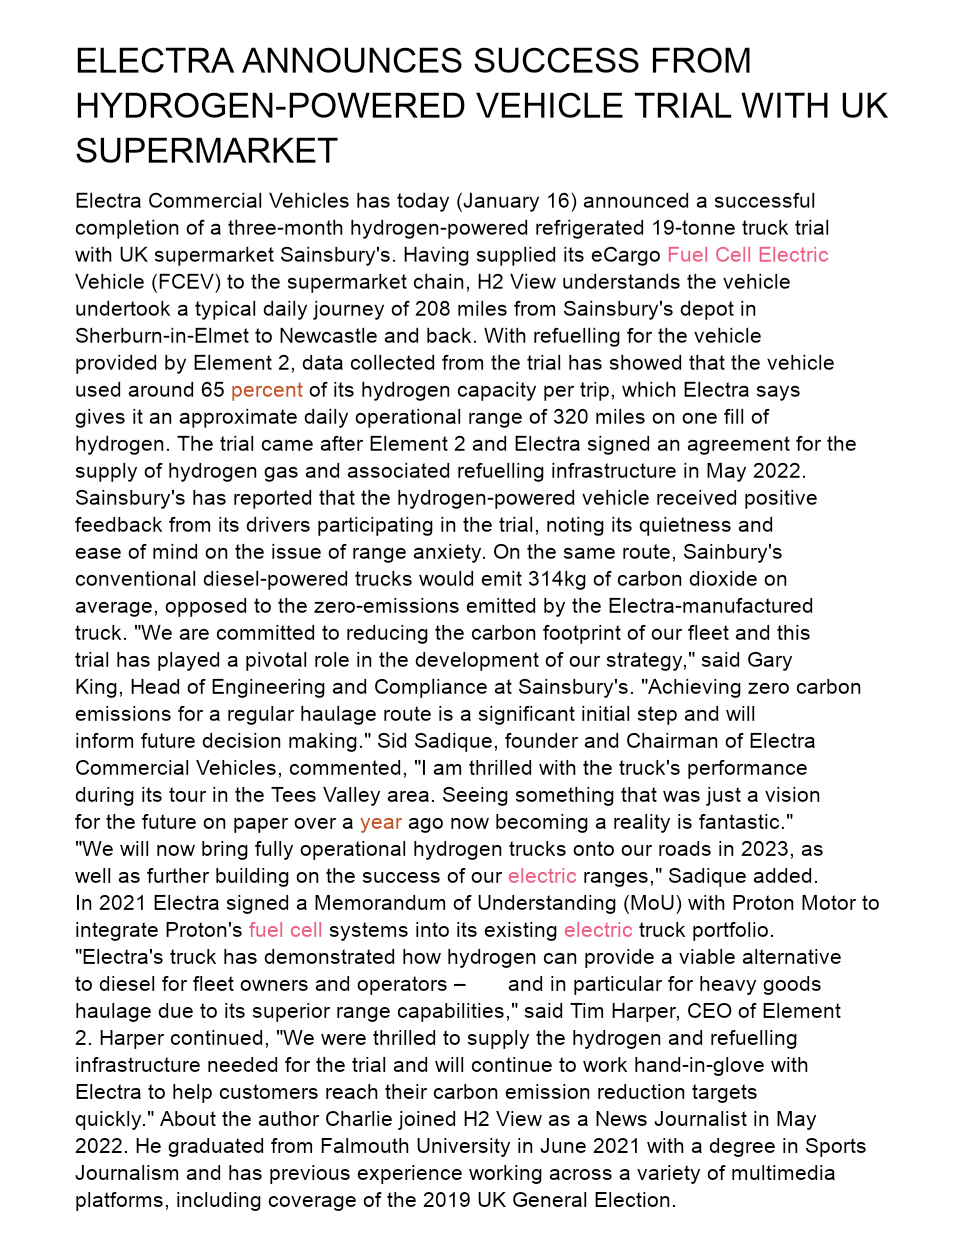 ELECTRA ANNOUNCES SUCCESS FROM
HYDROGEN-POWERED VEHICLE TRIAL WITH UK
SUPERMARKET
Electra Commercial Vehicles has today (January 16) announced a successful
completion of a three-month hydrogen-powered refrigerated 19-tonne truck trial
with UK supermarket Sainsbury's. Having supplied its eCargo Fuel Cell Electric
Vehicle (FCEV) to the supermarket chain, H2 View understands the vehicle
undertook a typical daily journey of 208 miles from Sainsbury's depot in
Sherburn-in-Elmet to Newcastle and back. With refuelling for the vehicle
provided by Element 2, data collected from the trial has showed that the vehicle
used around 65 percent of its hydrogen capacity per trip, which Electra says
gives it an approximate daily operational range of 320 miles on one fill of
hydrogen. The trial came after Element 2 and Electra signed an agreement for the
supply of hydrogen gas and associated refuelling infrastructure in May 2022.
Sainsbury's has reported that the hydrogen-powered vehicle received positive
feedback from its drivers participating in the trial, noting its quietness and
ease of mind on the issue of range anxiety. On the same route, Sainbury's
conventional diesel-powered trucks would emit 314kg of carbon dioxide on
average, opposed to the zero-emissions emitted by the Electra-manufactured
truck. "We are committed to reducing the carbon footprint of our fleet and this
trial has played a pivotal role in the development of our strategy," said Gary
King, Head of Engineering and Compliance at Sainsbury's. "Achieving zero carbon
emissions for a regular haulage route is a significant initial step and will
inform future decision making." Sid Sadique, founder and Chairman of Electra
Commercial Vehicles, commented, "I am thrilled with the truck's performance
during its tour in the Tees Valley area. Seeing something that was just a vision
for the future on paper over a year ago now becoming a reality is fantastic."
"We will now bring fully operational hydrogen trucks onto our roads in 2023, as
well as further building on the success of our electric ranges," Sadique added.
In 2021 Electra signed a Memorandum of Understanding (MoU) with Proton Motor to
integrate Proton's fuel cell systems into its existing electric truck portfolio.
"Electra's truck has demonstrated how hydrogen can provide a viable alternative
to diesel for fleet owners and operators – and in particular for heavy goods
haulage due to its superior range capabilities," said Tim Harper, CEO of Element
2. Harper continued, "We were thrilled to supply the hydrogen and refuelling
infrastructure needed for the trial and will continue to work hand-in-glove with
Electra to help customers reach their carbon emission reduction targets
quickly." About the author Charlie joined H2 View as a News Journalist in May
2022. He graduated from Falmouth University in June 2021 with a degree in Sports
Journalism and has previous experience working across a variety of multimedia
platforms, including coverage of the 2019 UK General Election.